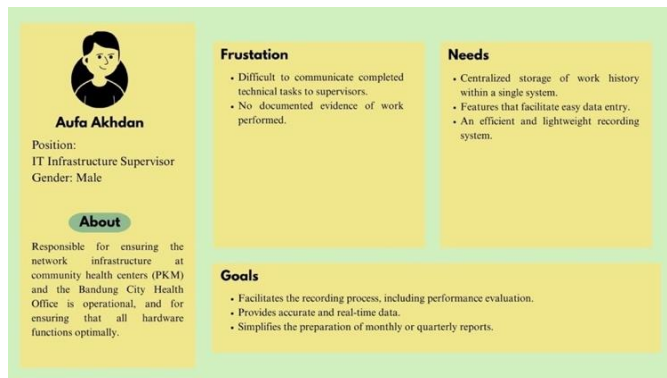 Aufa Akhdan
Position:
IT Infrastructure Supervisor
Gender: Male
About
Responsible for ensuring the
network infrastructure at
community health centers (PKM)
and the Bandung City Health
Office is operational, and for
ensuring that all hardware
functions optimally.
Frustation
• Difficult to communicate completed
technical tasks to supervisors.
• No documented evidence of work
performed.
Needs
• Centralized storage of work history
within a single system.
• Features that facilitate easy data entry.
• An efficient and lightweight recording
system.
Goals
• Facilitates the recording process, including performance evaluation.
• Provides accurate and real-time data.
• Simplifies the preparation of monthly or quarterly reports.